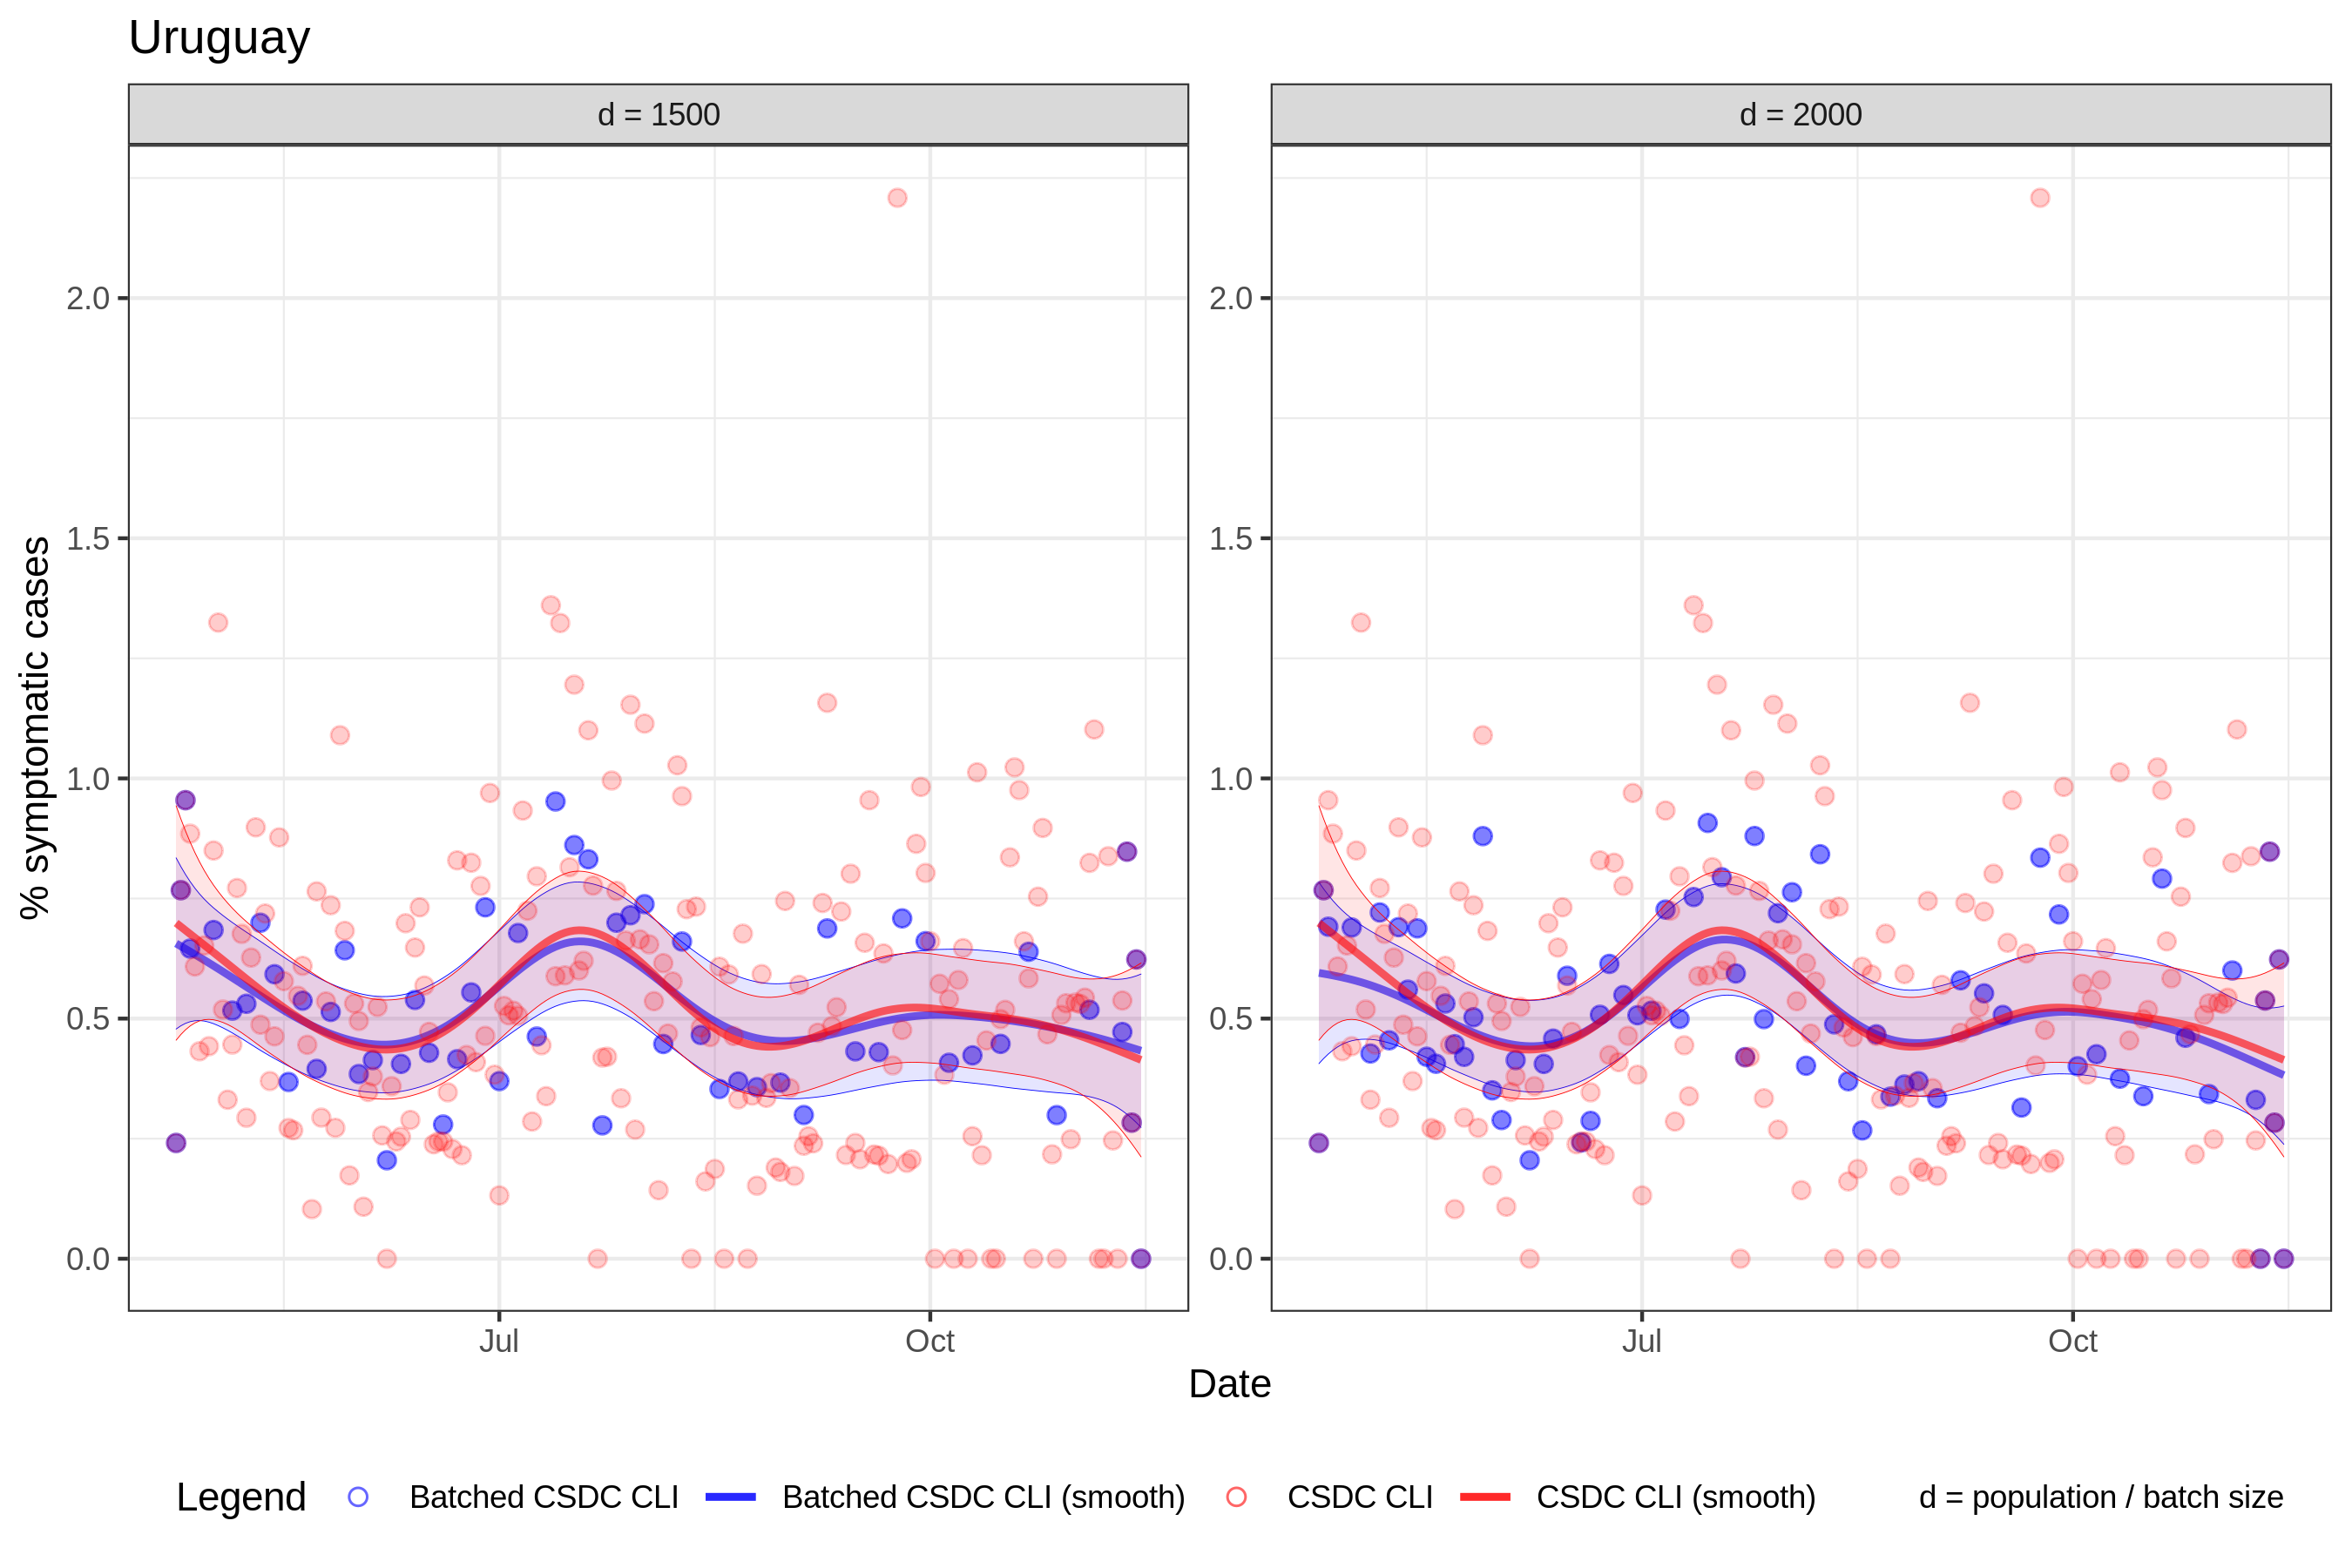 Uruguay
d = 1500
d = 2000
% symptomatic cases
2.0
1.5
1.0
0.5
0.0
2.0
1.5
1.0
0.5
0.0
Jul
Oct
Jul
Oct
Date
Legend
Batched CSDC CLI
Batched CSDC CLI (smooth)
CSDC CLI
CSDC CLI (smooth)
d = population / batch size